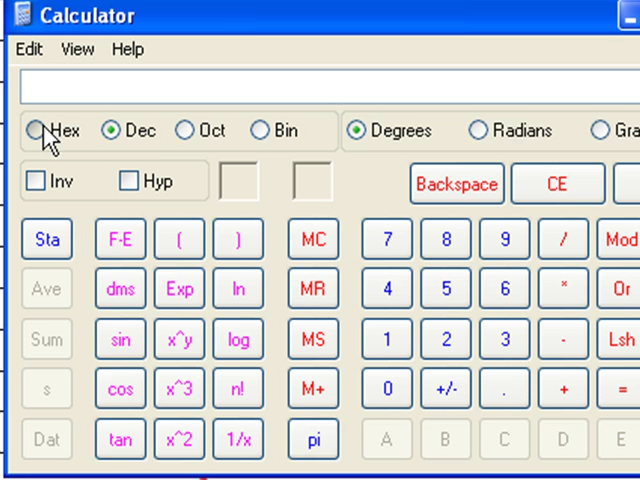 Calculator
Edit View Help
Hex Dec Oct Bin Degrees Radians Gra
Inv Hyp Backspace CE
Sta F-E ( ) MC 7 8 9 / Mod
Ave dms Exp ln MR 4 5 6 * Or
Sum sin x^y log MS 1 2 3 - Lsh
s cos x^3 n! M+ 0 +/- . + =
Dat tan x^2 1/x pi A B C D E